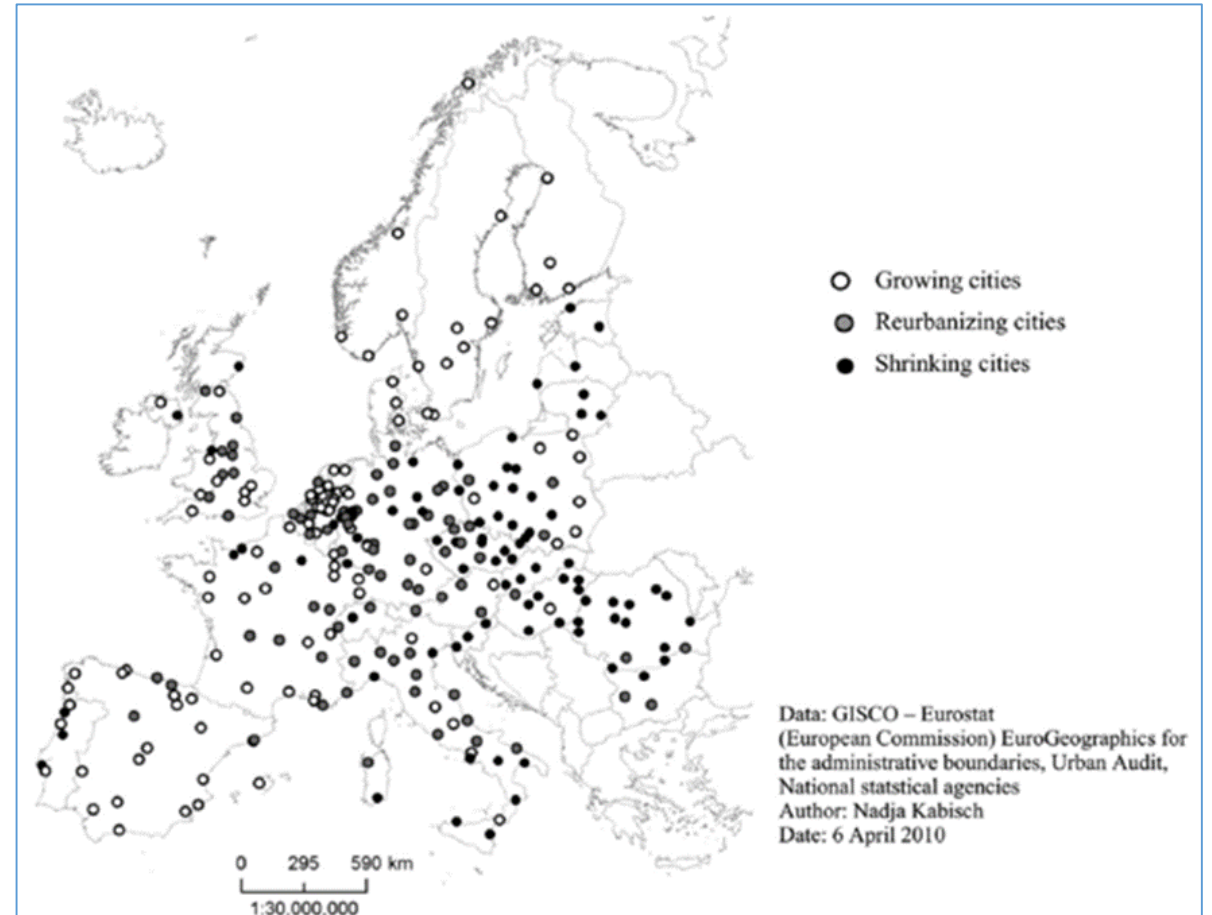 Growing cities
Reurbanizing cities
Shrinking cities
Data: GISCO – Eurostat
(European Commission) EuroGeographics for
the administrative boundaries, Urban Audit,
National statstical agencies
Author: Nadja Kabisch
Date: 6 April 2010
0 295 590 km
1:30.000.000